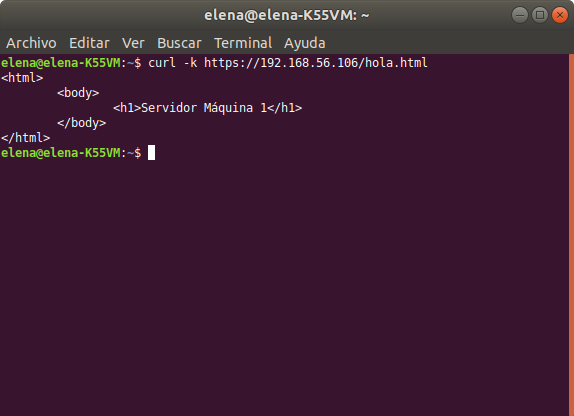 elena@elena-K55VM: ~
Archivo Editar Ver Buscar Terminal Ayuda
elena@elena-K55VM:~$ curl -k https://192.168.56.106/hola.html
<html>
        <body>
                <h1>Servidor Máquina 1</h1>
        </body>
</html>
elena@elena-K55VM:~$